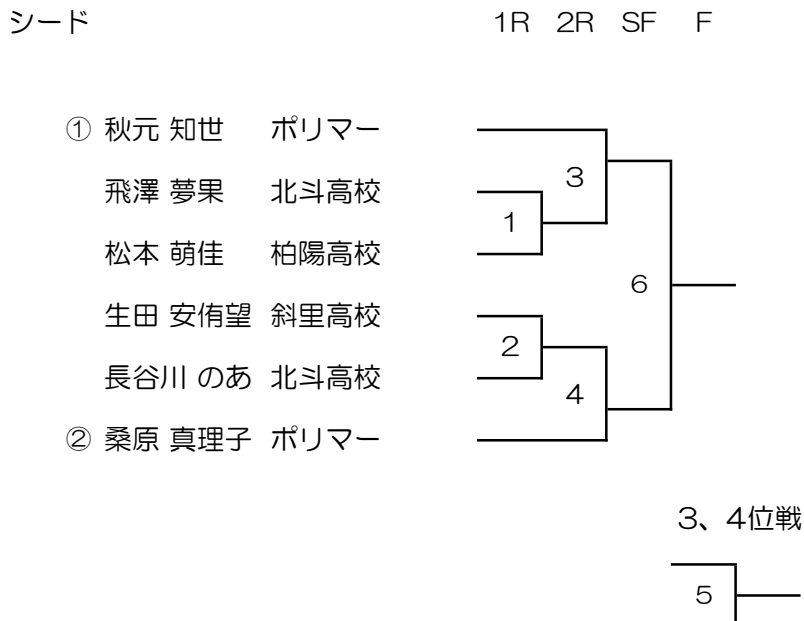 シード 1R 2R SF F
① 秋元 知世 ポリマー
飛澤 夢果 北斗高校
3
1
松本 萌佳 柏陽高校
6
生田 安侑望 斜里高校
2
長谷川 のあ 北斗高校
4
② 桑原 真理子 ポリマー
3、4位戦
5